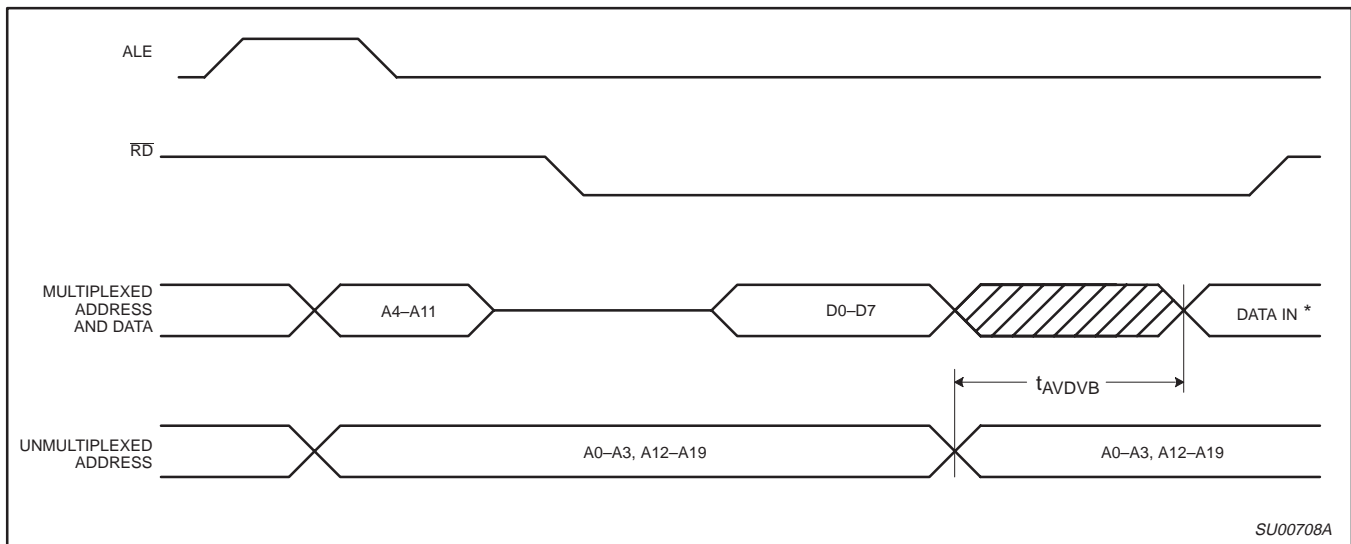 ALE
RD
MULTIPLEXED
ADDRESS
AND DATA
A4–A11
D0–D7
DATA IN *
tAVDVB
UNMULTIPLEXED
ADDRESS
A0–A3, A12–A19
A0–A3, A12–A19
SU00708A